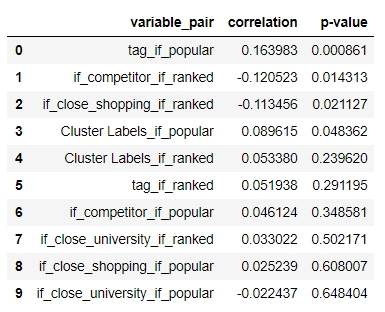 variable_pair correlation p-value
0 tag_if_popular 0.163983 0.000861
1 if_competitor_if_ranked -0.120523 0.014313
2 if_close_shopping_if_ranked -0.113456 0.021127
3 Cluster Labels_if_popular 0.089615 0.048362
4 Cluster Labels_if_ranked 0.053380 0.239620
5 tag_if_ranked 0.051938 0.291195
6 if_competitor_if_popular 0.046124 0.348581
7 if_close_university_if_ranked 0.033022 0.502171
8 if_close_shopping_if_popular 0.025239 0.608007
9 if_close_university_if_popular -0.022437 0.648404